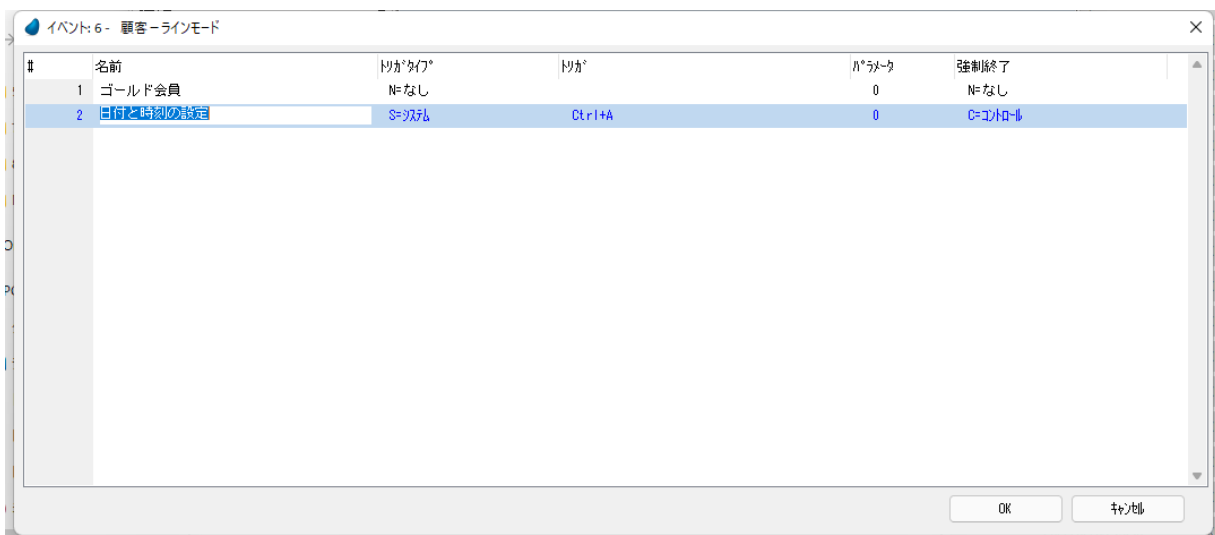 イベント: 6 - 顧客－ラインモード
# 名前 ﾄﾘｶﾞﾀｲﾌﾟ ﾄﾘｶﾞ ﾊﾟﾗﾒｰﾀ 強制終了
1 ゴールド会員 N=なし 0 N=なし
2 日付と時刻の設定 S=ｼｽﾃﾑ Ctrl+A 0 C=ｺﾝﾄﾛｰﾙ
OK ｷｬﾝｾﾙ